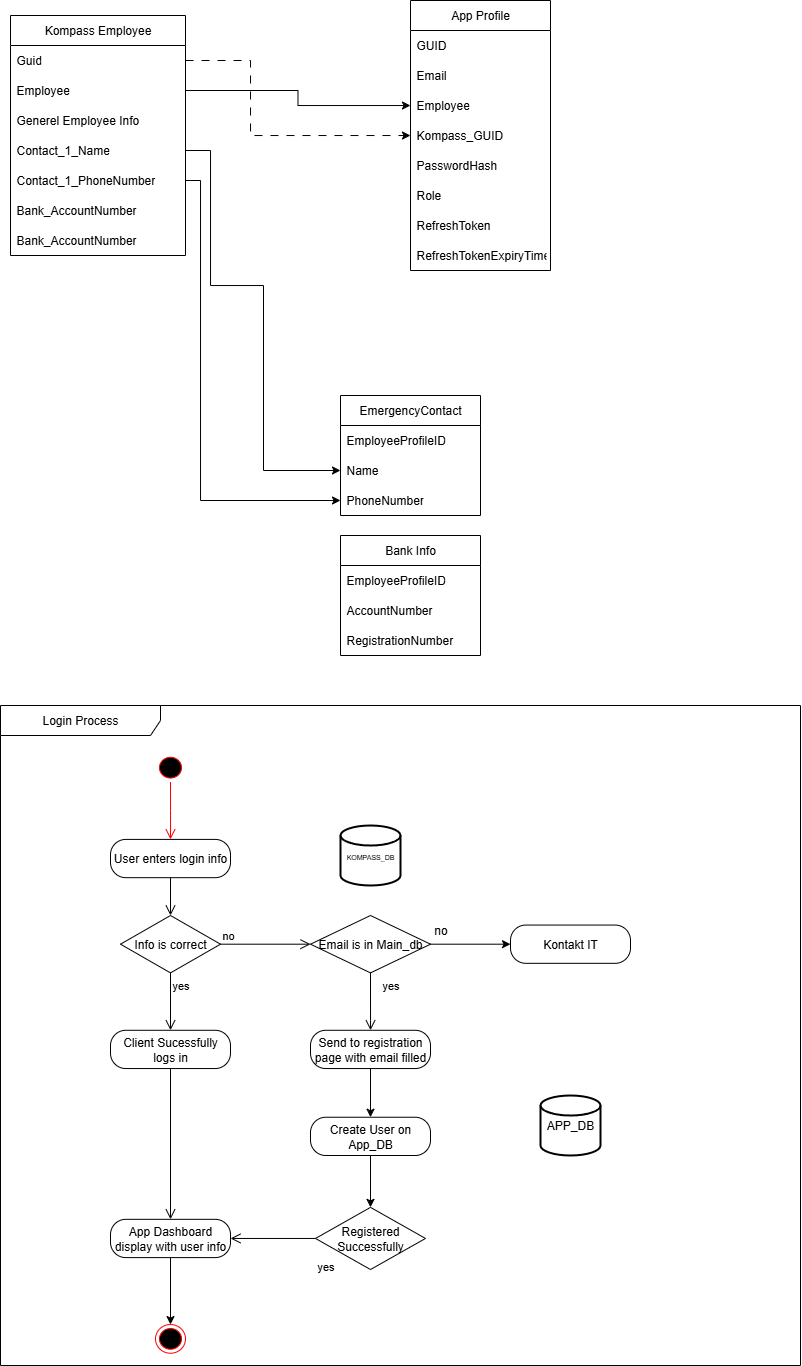 Kompass Employee
Guid
Employee
Generel Employee Info
Contact_1_Name
Contact_1_PhoneNumber
Bank_AccountNumber
Bank_AccountNumber
App Profile
GUID
Email
Employee
Kompass_GUID
PasswordHash
Role
RefreshToken
RefreshTokenExpiryTime
EmergencyContact
EmployeeProfileID
Name
PhoneNumber
Bank Info
EmployeeProfileID
AccountNumber
RegistrationNumber
Login Process
User enters login info
KOMPASS_DB
Info is correct
no
Email is in Main_db
no
Kontakt IT
yes
yes
Client Sucessfully
logs in
Send to registration
page with email filled
Create User on
App_DB
APP_DB
App Dashboard
display with user info
Registered
Successfully
yes